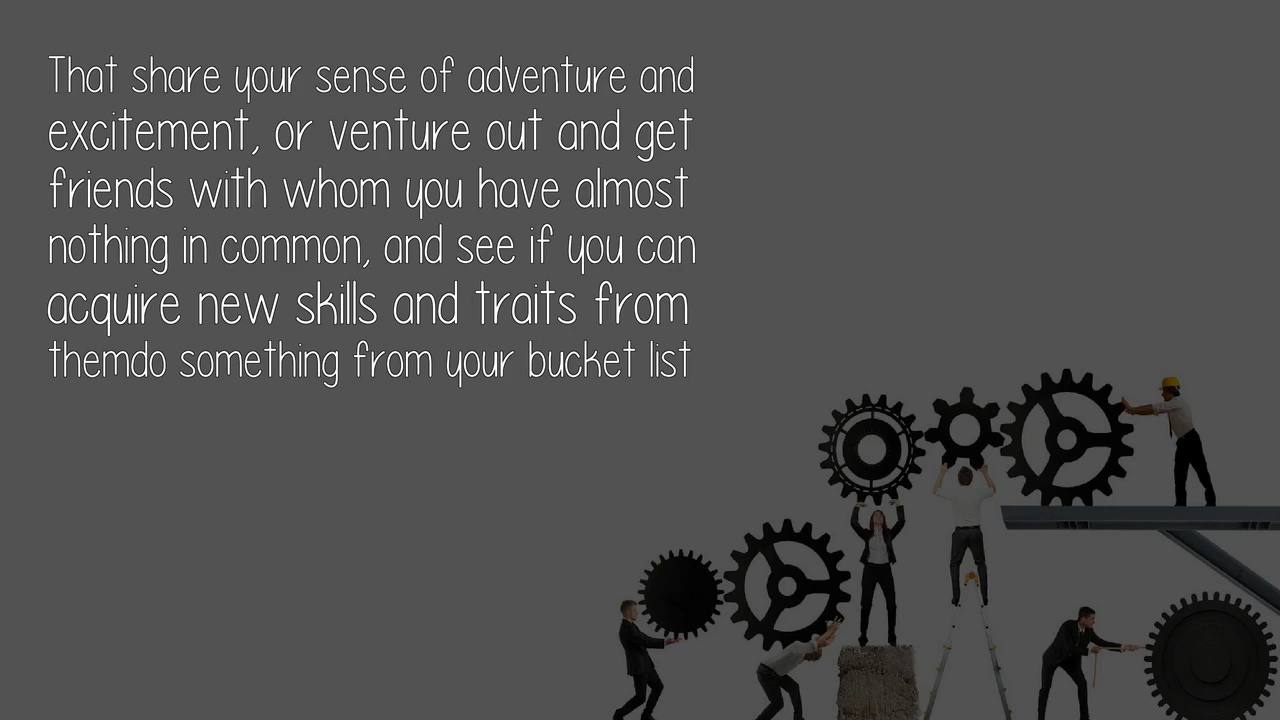 That share your sense of adventure and
excitement, or venture out and get
friends with whom you have almost
nothing in common, and see if you can
acquire new skills and traits from
themdo something from your bucket list